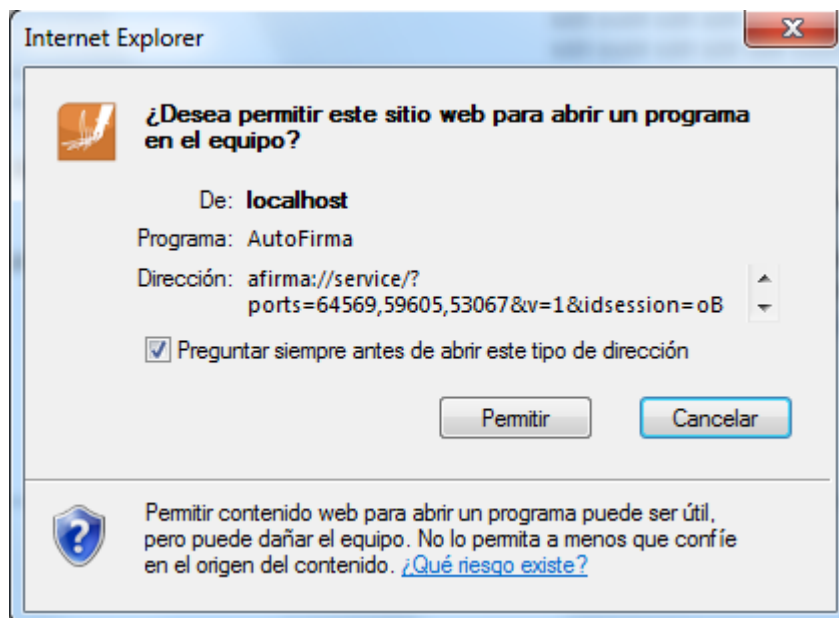 Internet Explorer
¿Desea permitir este sitio web para abrir un programa
en el equipo?
De: localhost
Programa: AutoFirma
Dirección: afirma://service/?
ports=64569,59605,53067&v=1&idsession=oB
Preguntar siempre antes de abrir este tipo de dirección
Permitir Cancelar
Permitir contenido web para abrir un programa puede ser útil,
pero puede dañar el equipo. No lo permita a menos que confíe
en el origen del contenido. ¿Qué riesgo existe?